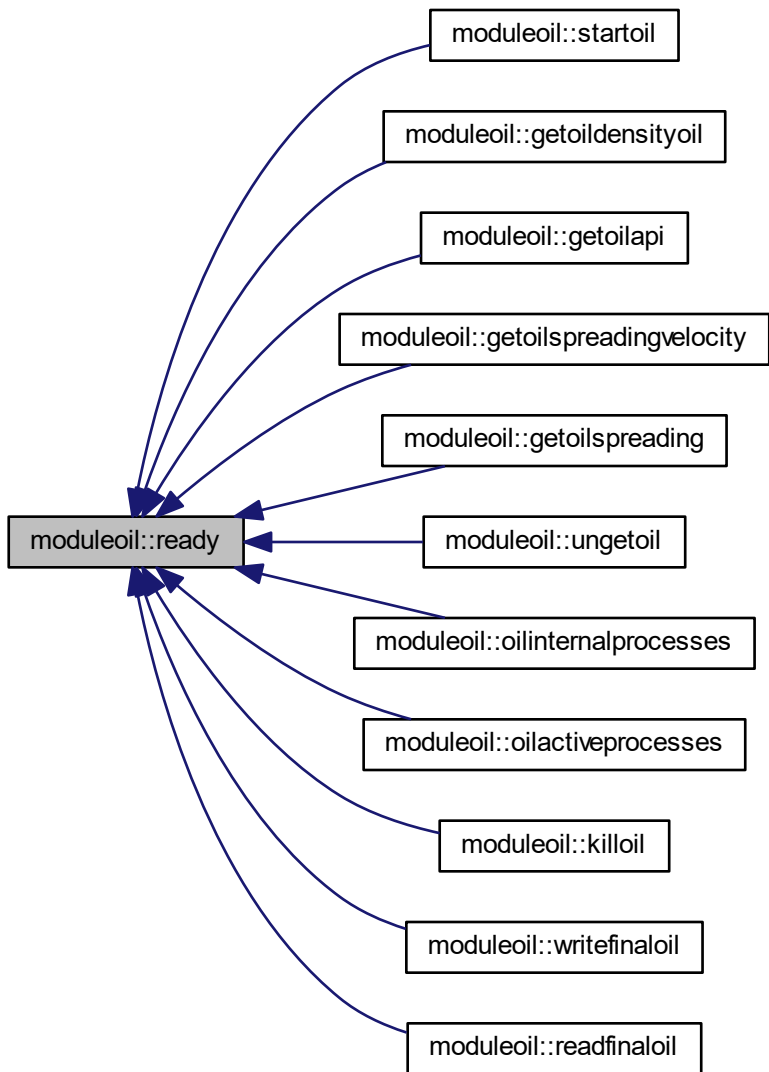 moduleoil::startoil
moduleoil::getoildensityoil
moduleoil::getoilapi
moduleoil::getoilspreadingvelocity
moduleoil::getoilspreading
moduleoil::ready
moduleoil::ungetoil
moduleoil::oilinternalprocesses
moduleoil::oilactiveprocesses
moduleoil::killoil
moduleoil::writefinaloil
moduleoil::readfinaloil